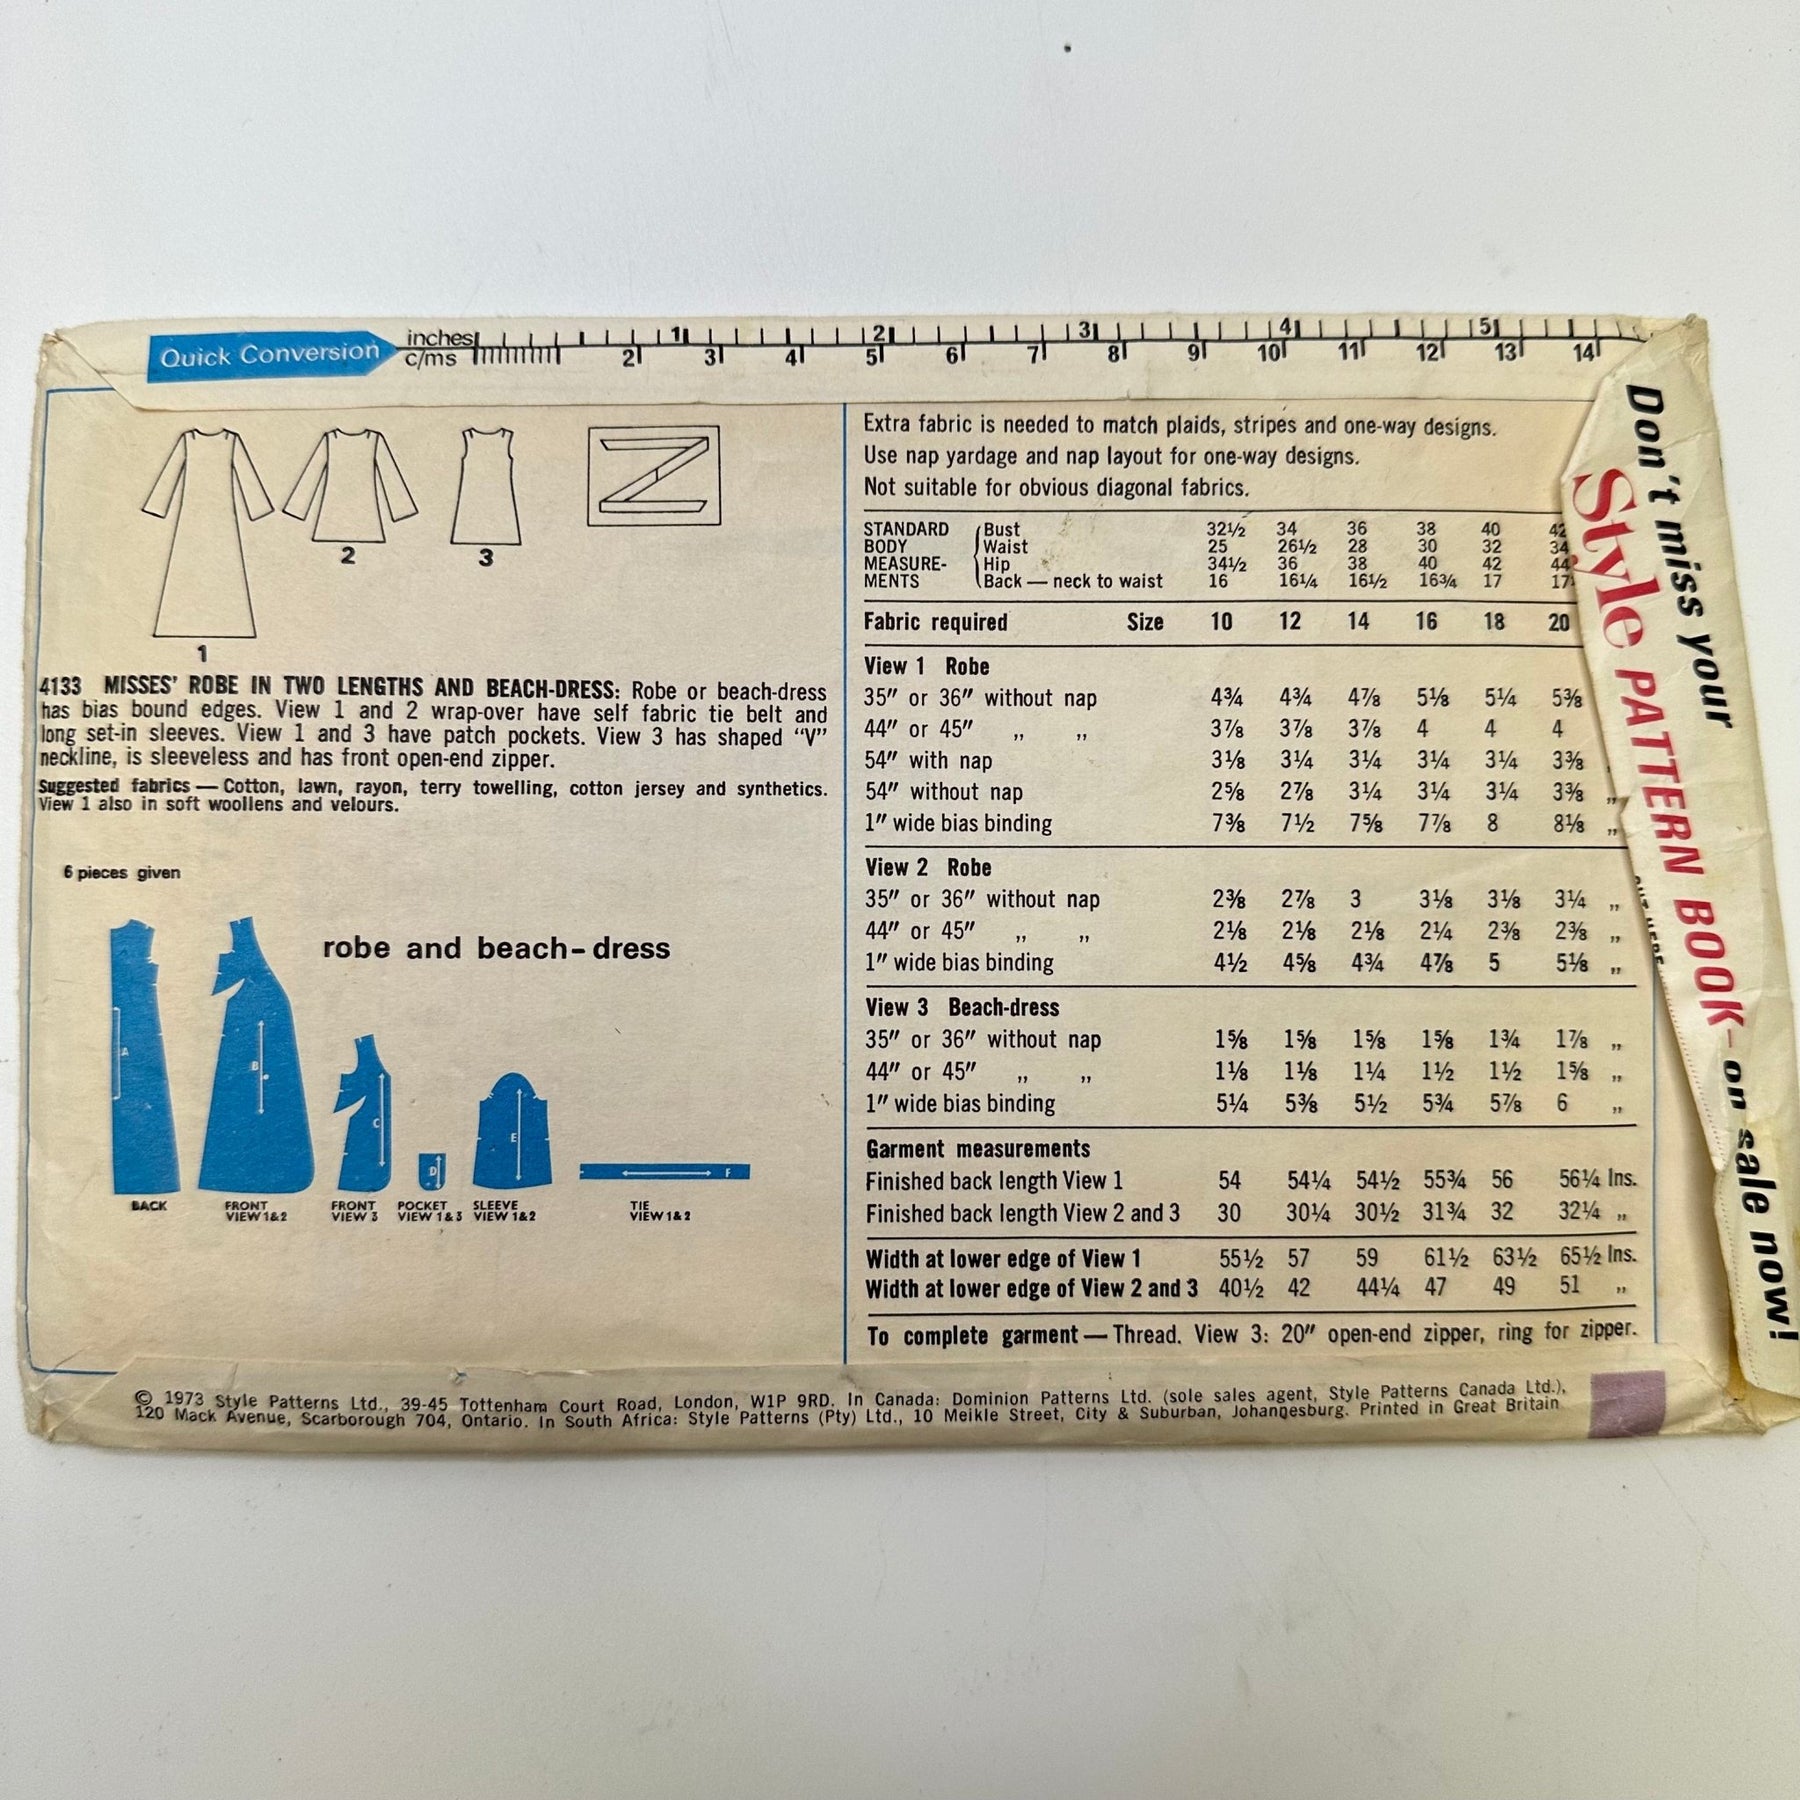 Quick Conversion
inches 1 2 3 4 5
c/ms 2 3 4 5 6 7 8 9 10 11 12 13 14
1
2
3
4133 MISSES' ROBE IN TWO LENGTHS AND BEACH-DRESS: Robe or beach-dress
has bias bound edges. View 1 and 2 wrap-over have self fabric tie belt and
long set-in sleeves. View 1 and 3 have patch pockets. View 3 has shaped "V"
neckline, is sleeveless and has front open-end zipper.
Suggested fabrics — Cotton, lawn, rayon, terry towelling, cotton jersey and synthetics.
View 1 also in soft woollens and velours.
6 pieces given
robe and beach-dress
A
B
C
D
E
F
BACK
FRONT
VIEW 1&2
FRONT
VIEW 3
POCKET
VIEW 1&3
SLEEVE
VIEW 1&2
TIE
VIEW 1&2
Extra fabric is needed to match plaids, stripes and one-way designs.
Use nap yardage and nap layout for one-way designs.
Not suitable for obvious diagonal fabrics.
STANDARD Bust 32½ 34 36 38 40 42
BODY Waist 25 26½ 28 30 32 34
MEASURE- Hip 34½ 36 38 40 42 44
MENTS Back — neck to waist 16 16¼ 16½ 16¾ 17 17
Fabric required Size 10 12 14 16 18 20
View 1 Robe
35" or 36" without nap 4¾ 4¾ 4⅞ 5⅛ 5¼ 5⅜
44" or 45" ,, ,, 3⅞ 3⅞ 3⅞ 4 4 4
54" with nap 3⅛ 3¼ 3¼ 3¼ 3¼ 3⅜
54" without nap 2⅝ 2⅞ 3¼ 3¼ 3¼ 3⅜ ,,
1" wide bias binding 7⅜ 7½ 7⅝ 7⅞ 8 8⅛ ,,
View 2 Robe
35" or 36" without nap 2⅜ 2⅞ 3 3⅛ 3⅛ 3¼ ,,
44" or 45" ,, ,, 2⅛ 2⅛ 2⅛ 2¼ 2⅜ 2⅜ ,,
1" wide bias binding 4½ 4⅝ 4¾ 4⅞ 5 5⅛ ,,
View 3 Beach-dress
35" or 36" without nap 1⅝ 1⅝ 1⅝ 1⅝ 1¾ 1⅞ ,,
44" or 45" ,, ,, 1⅛ 1⅛ 1¼ 1½ 1½ 1⅝ ,,
1" wide bias binding 5¼ 5⅜ 5½ 5¾ 5⅞ 6 ,,
Garment measurements
Finished back length View 1 54 54¼ 54½ 55¾ 56 56¼ Ins.
Finished back length View 2 and 3 30 30¼ 30½ 31¾ 32 32¼ ,,
Width at lower edge of View 1 55½ 57 59 61½ 63½ 65½ Ins.
Width at lower edge of View 2 and 3 40½ 42 44¼ 47 49 51 ,,
To complete garment — Thread. View 3: 20" open-end zipper, ring for zipper.
Don't miss your
Style PATTERN BOOK - on sale now!
© 1973 Style Patterns Ltd., 39-45 Tottenham Court Road, London, W1P 9RD. In Canada: Dominion Patterns Ltd. (sole sales agent, Style Patterns Canada Ltd.),
120 Mack Avenue, Scarborough 704, Ontario. In South Africa: Style Patterns (Pty) Ltd., 10 Meikle Street, City & Suburban, Johannesburg. Printed in Great Britain